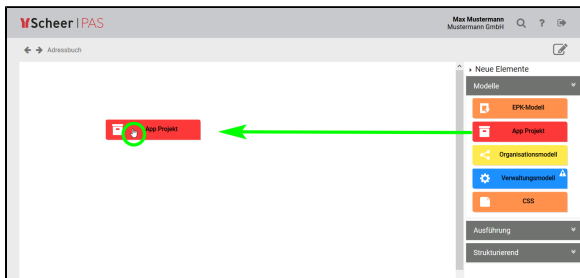 Scheer PAS
Max Mustermann
Mustermann GmbH
Adressbuch
Neue Elemente
Modelle
EPK-Modell
App Projekt
App Projekt
Organisationsmodell
Verwaltungsmodell
CSS
Ausführung
Strukturierend